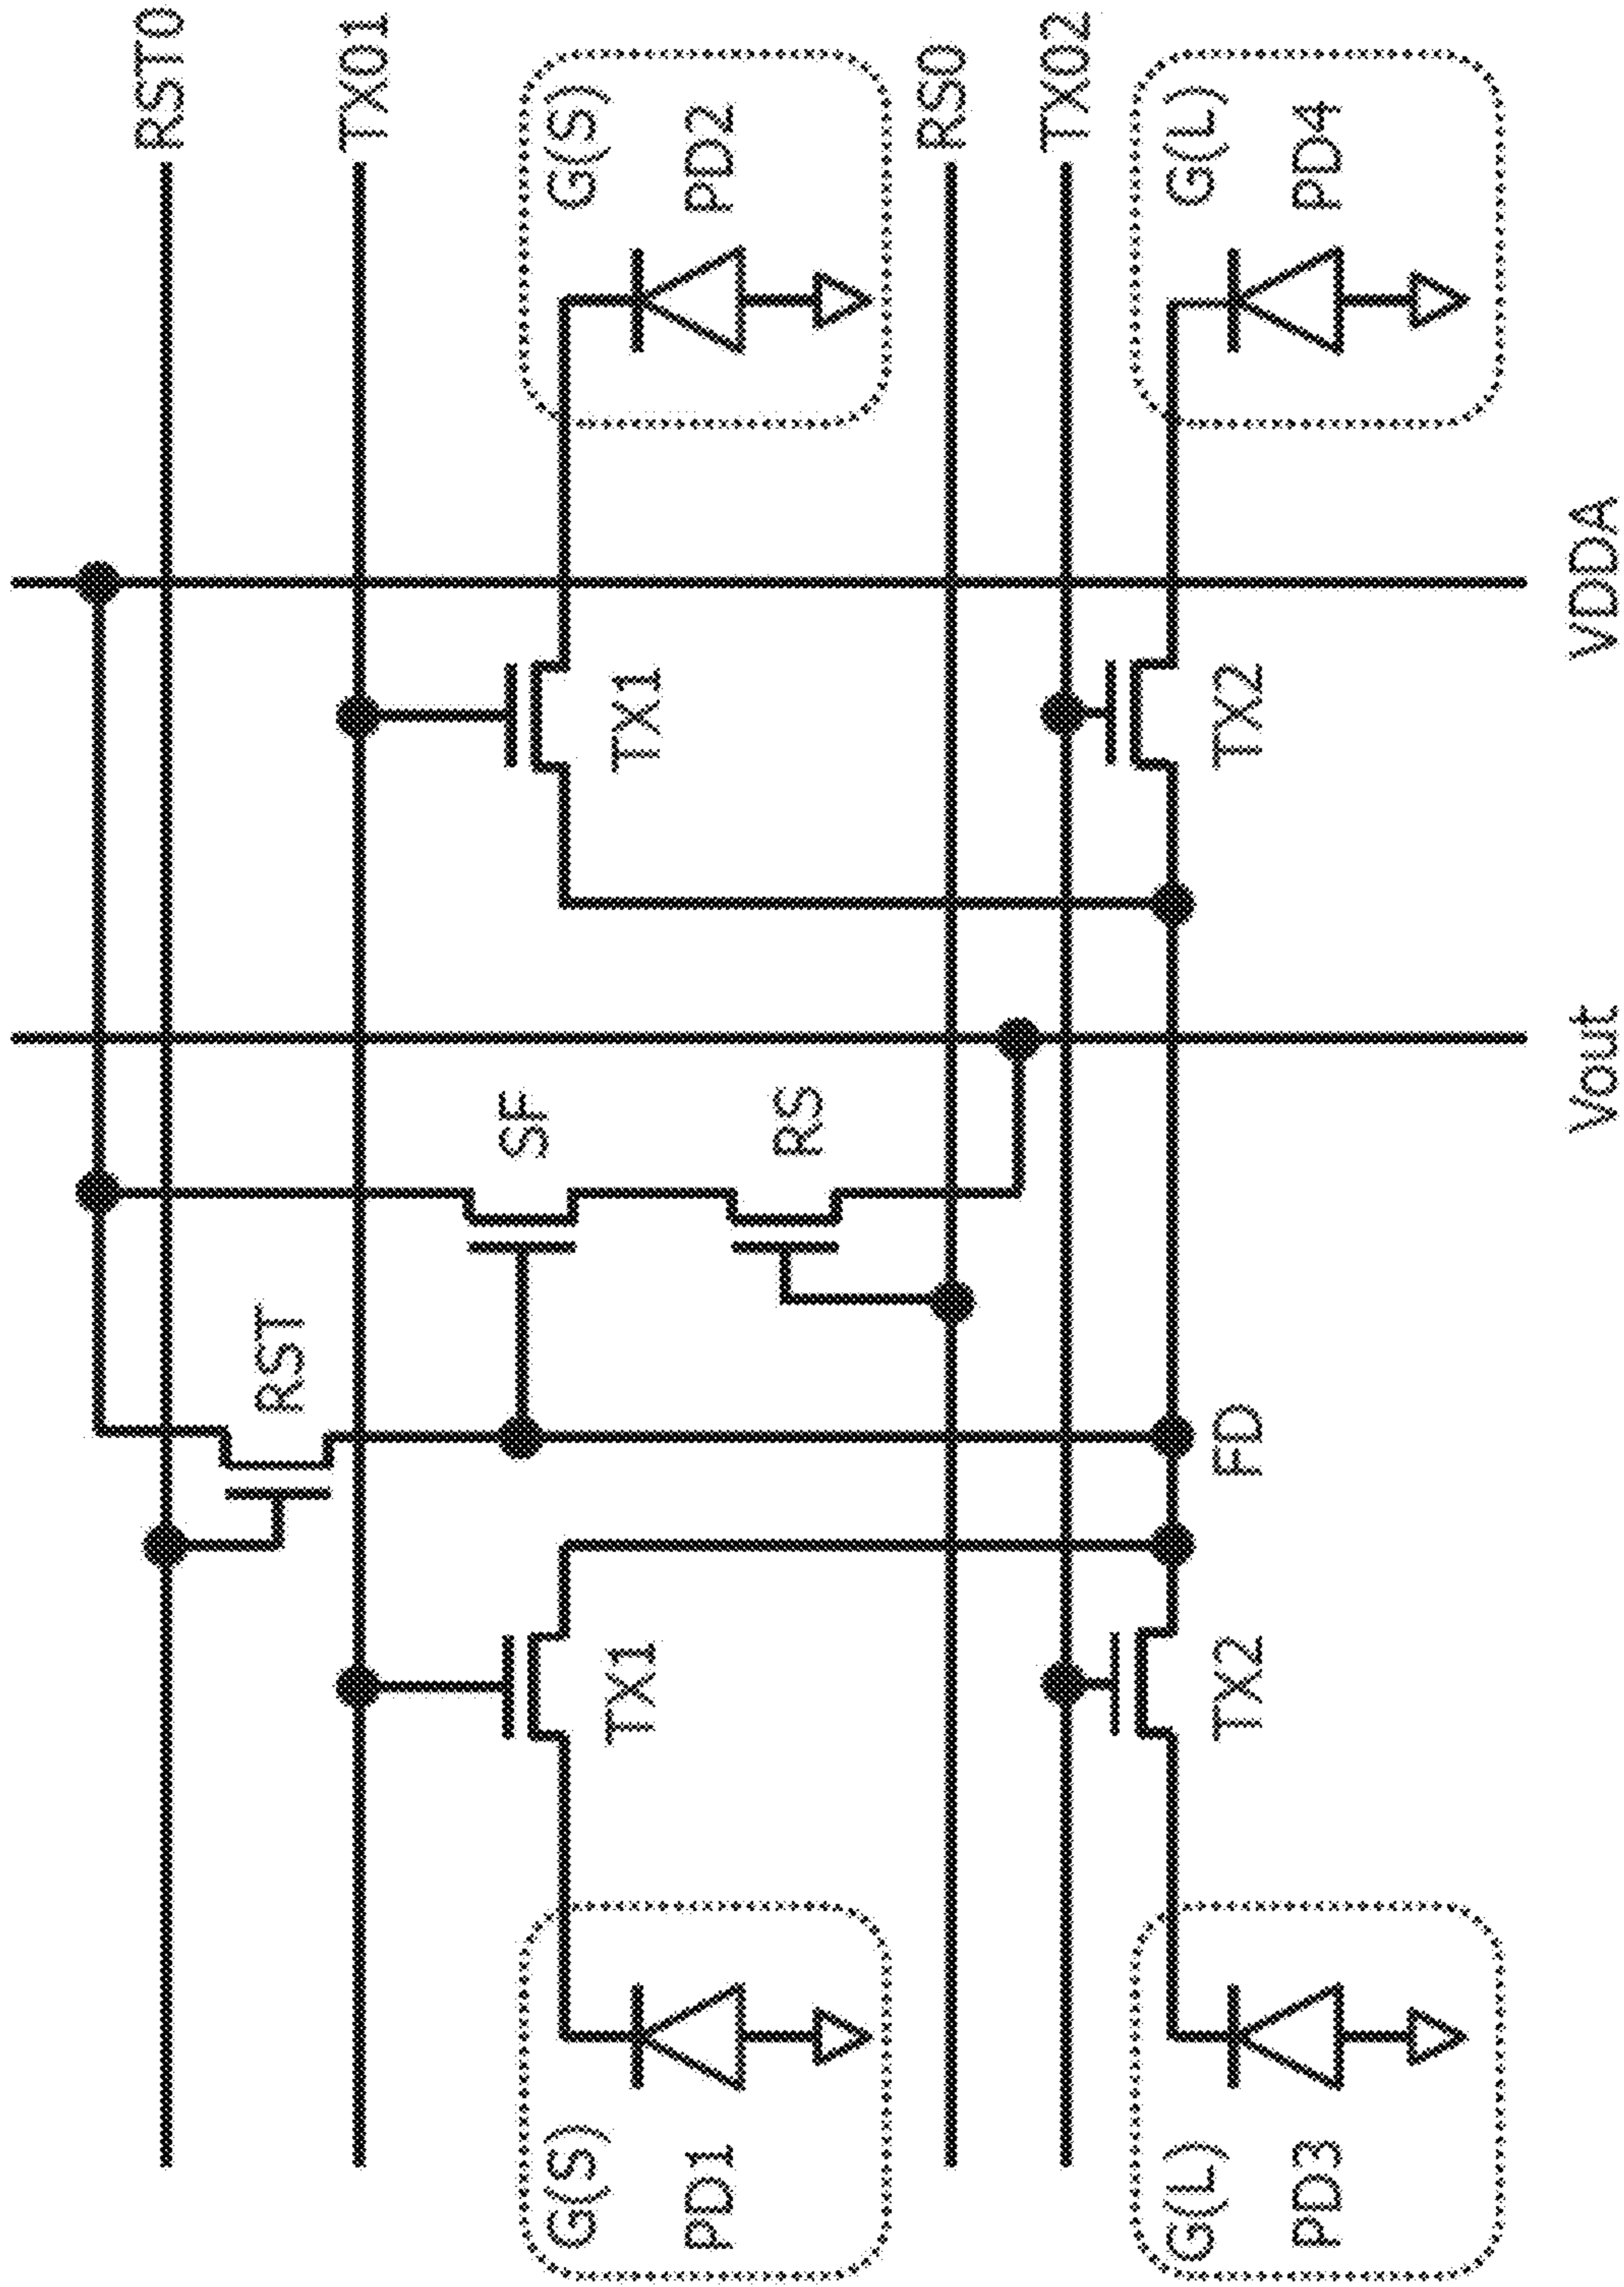 RST0
RST
TX01
SF
G(S)
G(S)
TX1
TX1
PD1
PD2
RS
RS0
TX02
G(L)
G(L)
TX2
FD
TX2
PD3
PD4
Vout
VDDA